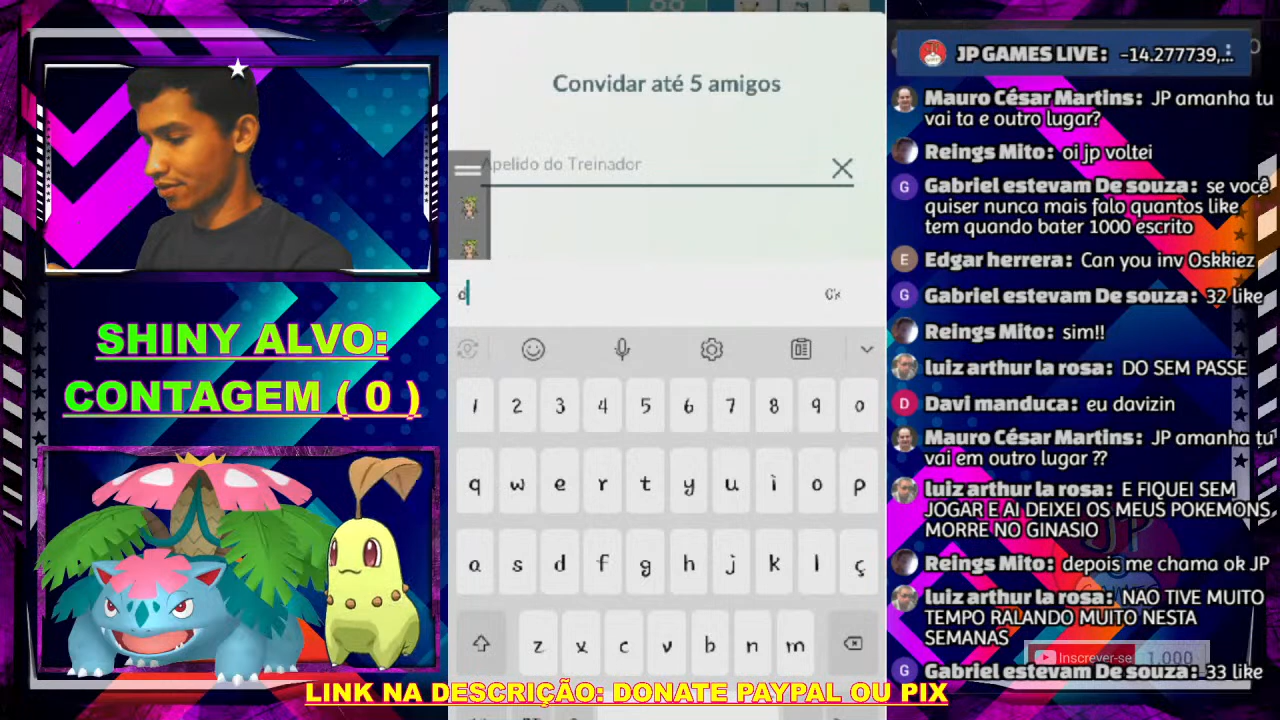 SHINY ALVO:
CONTAGEM ( 0 )
Convidar até 5 amigos
Apelido do Treinador
d
Ok
1 2 3 4 5 6 7 8 9 0
q w e r t y u i o p
a s d f g h j k l ç
z x c v b n m
JP GAMES LIVE: -14.277739,...
Mauro César Martins: JP amanha tu
vai ta e outro lugar?
Reings Mito: oi jp voltei
Gabriel estevam De souza: se você
quiser nunca mais falo quantos like
tem quando bater 1000 escrito
Edgar herrera: Can you inv Oskkiez
Gabriel estevam De souza: 32 like
Reings Mito: sim!!
luiz arthur la rosa: DO SEM PASSE
Davi manduca: eu davizin
Mauro César Martins: JP amanha tu
vai em outro lugar ??
luiz arthur la rosa: E FIQUEI SEM
JOGAR E AI DEIXEI OS MEUS POKEMONS
MORRE NO GINASIO
Reings Mito: depois me chama ok JP
luiz arthur la rosa: NAO TIVE MUITO
TEMPO RALANDO MUITO NESTA
SEMANAS
Inscrever-se 1,000
Gabriel estevam De souza: 33 like
LINK NA DESCRIÇÃO: DONATE PAYPAL OU PIX